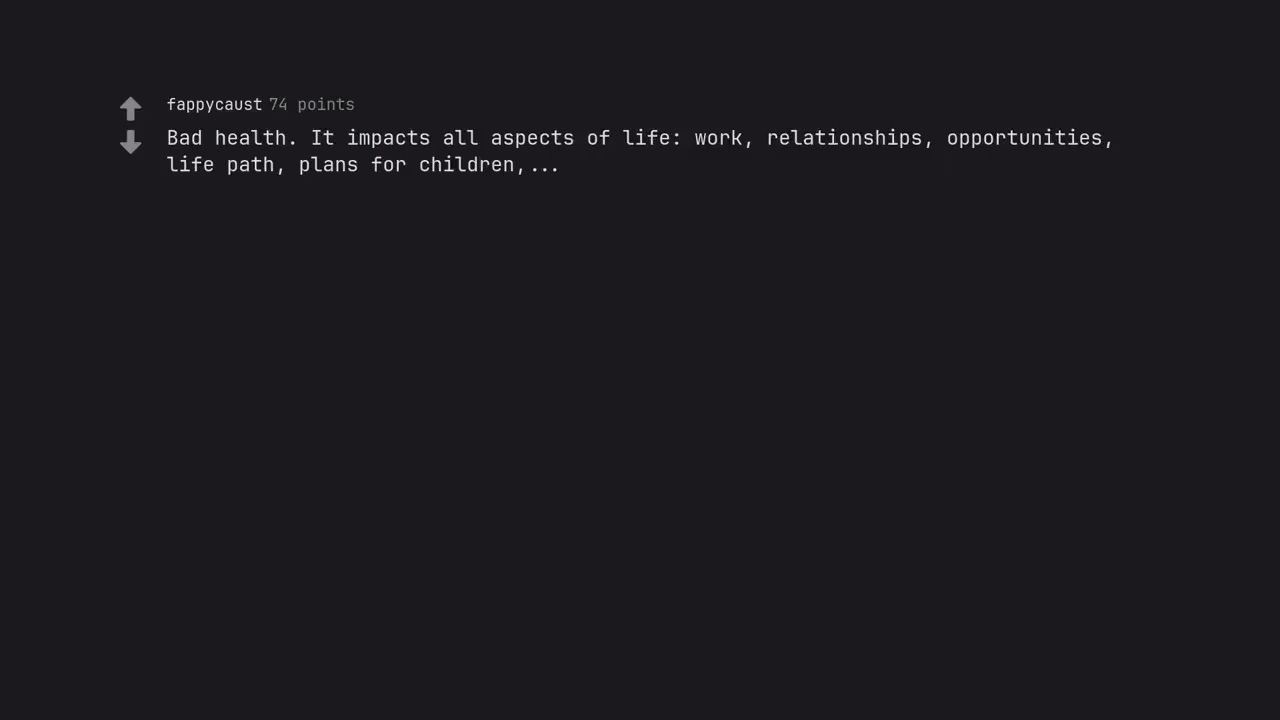 fappycaust 74 points
Bad health. It impacts all aspects of life: work, relationships, opportunities,
life path, plans for children,...